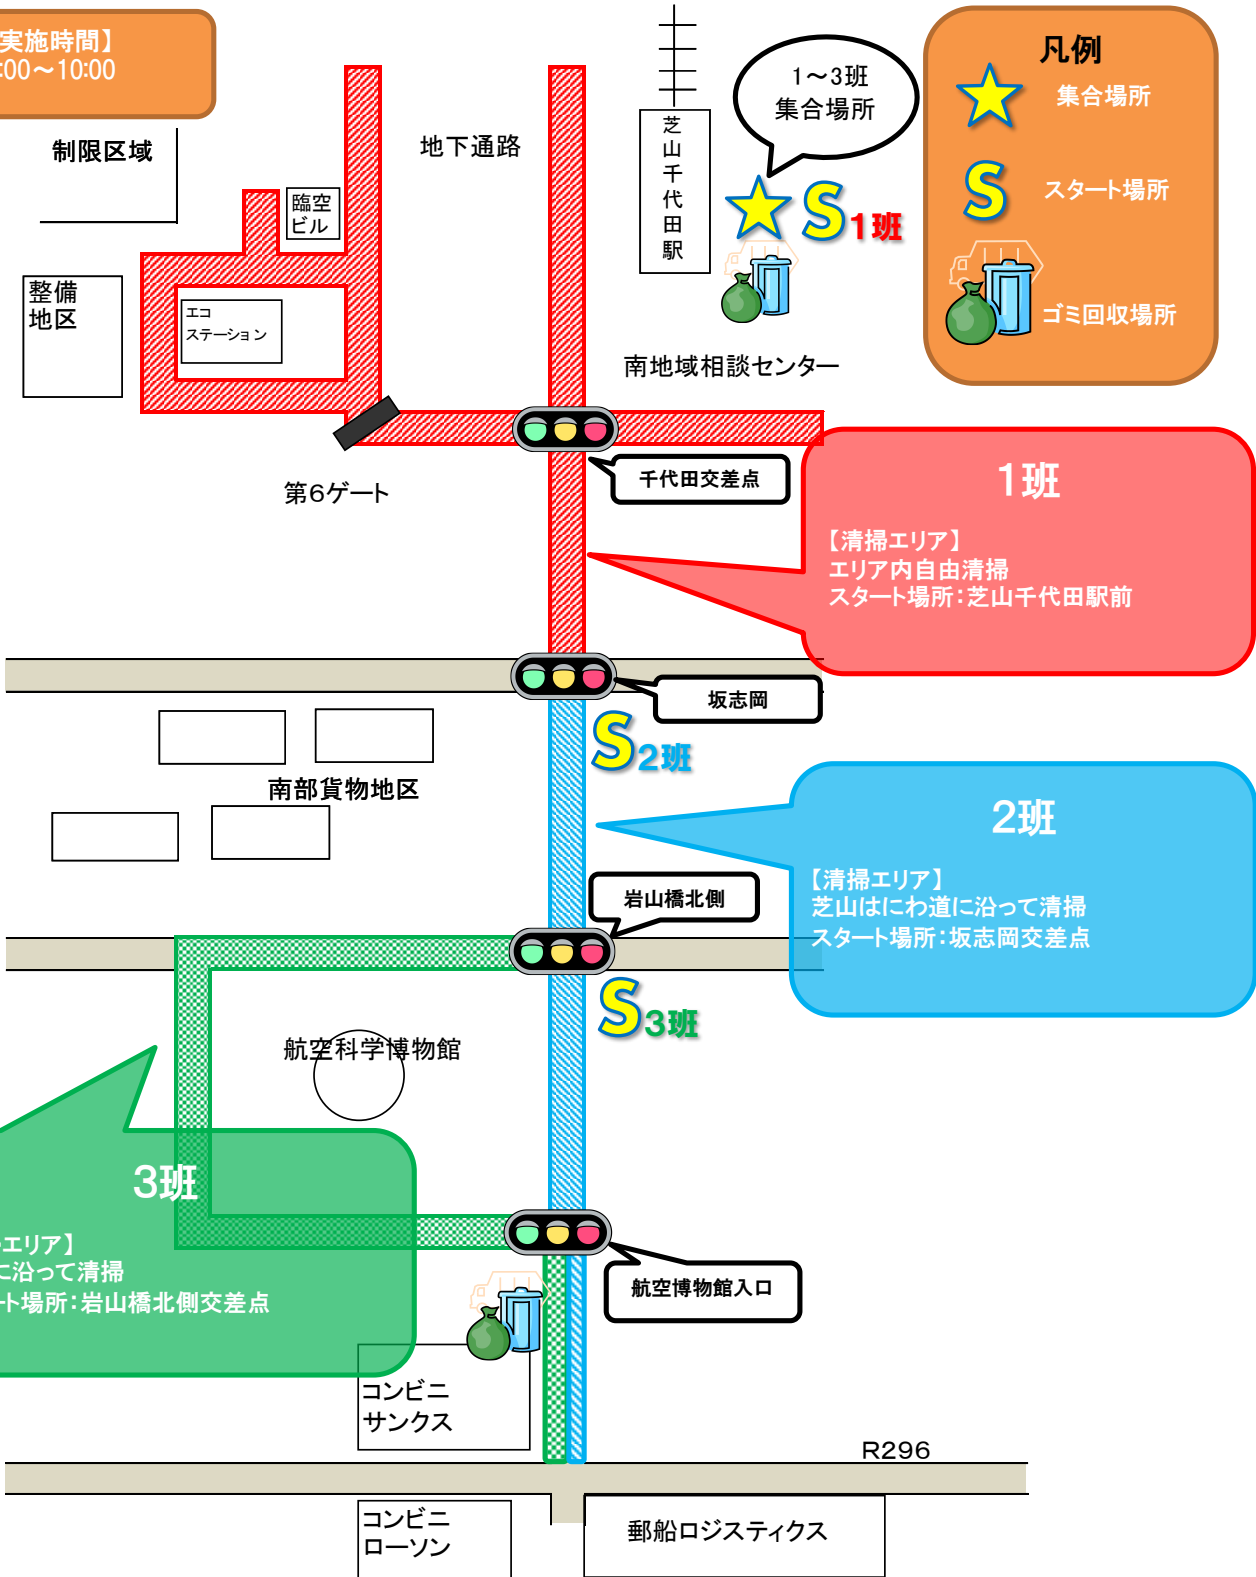 実施時間】
:00～10:00
制限区域
地下通路
臨空
ビル
芝山千代田駅
1～3班
集合場所
S1班
凡例
集合場所
S
スタート場所
ゴミ回収場所
整備
地区
エコ
ステーション
南地域相談センター
千代田交差点
第6ゲート
1班
【清掃エリア】
エリア内自由清掃
スタート場所：芝山千代田駅前
坂志岡
S2班
南部貨物地区
2班
【清掃エリア】
芝山はにわ道に沿って清掃
スタート場所：坂志岡交差点
岩山橋北側
S3班
航空科学博物館
3班
エリア】
に沿って清掃
ート場所：岩山橋北側交差点
航空博物館入口
コンビニ
サンクス
R296
コンビニ
ローソン
郵船ロジスティクス